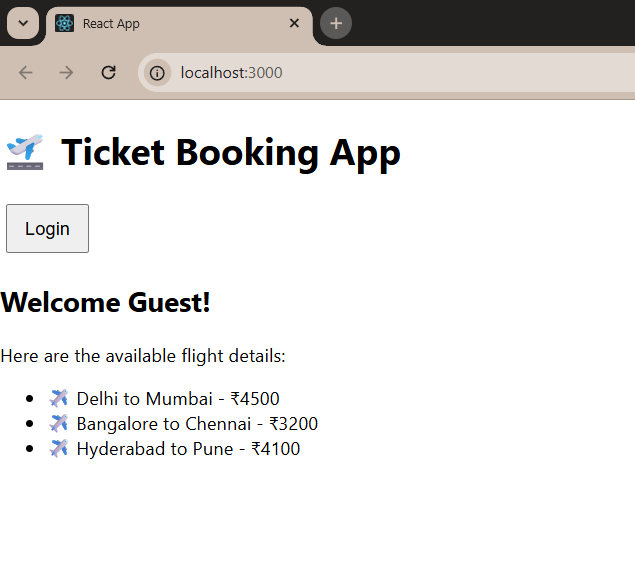 React App
localhost:3000
🛫 Ticket Booking App
Login
Welcome Guest!
Here are the available flight details:
• ✈️ Delhi to Mumbai - ₹4500
• ✈️ Bangalore to Chennai - ₹3200
• ✈️ Hyderabad to Pune - ₹4100